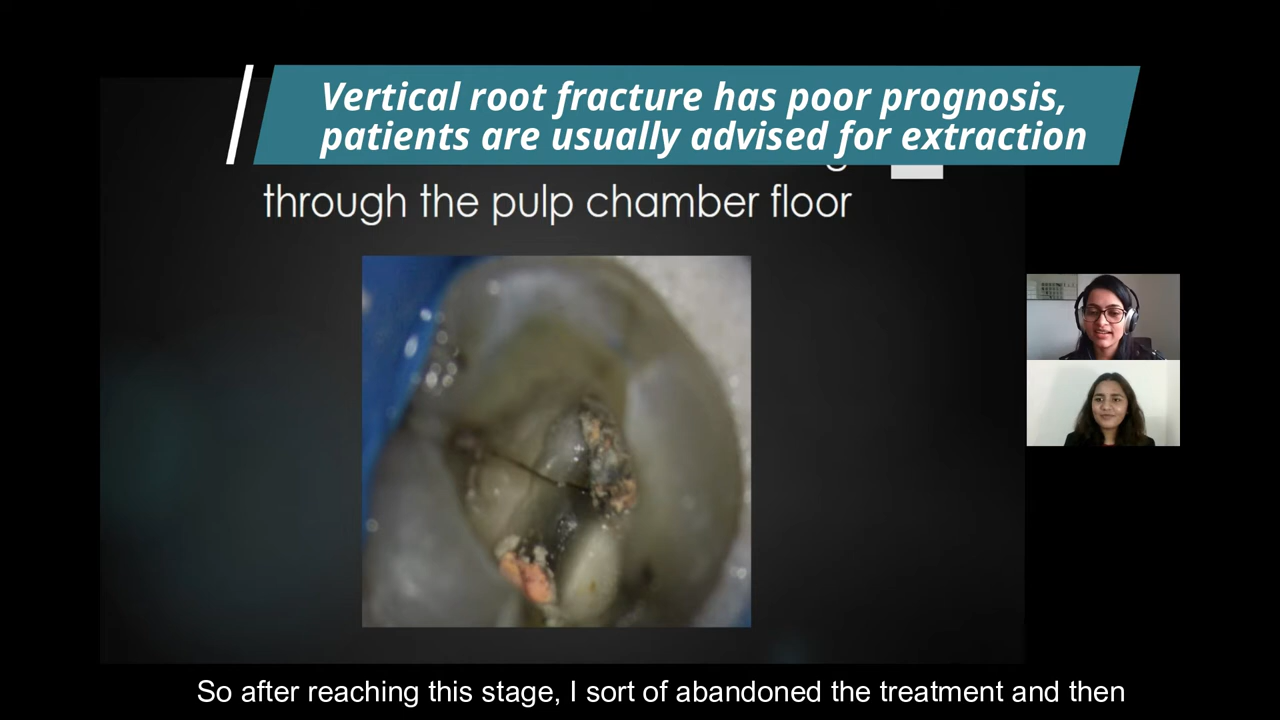 Vertical root fracture has poor prognosis,
patients are usually advised for extraction
through the pulp chamber floor
So after reaching this stage, I sort of abandoned the treatment and then